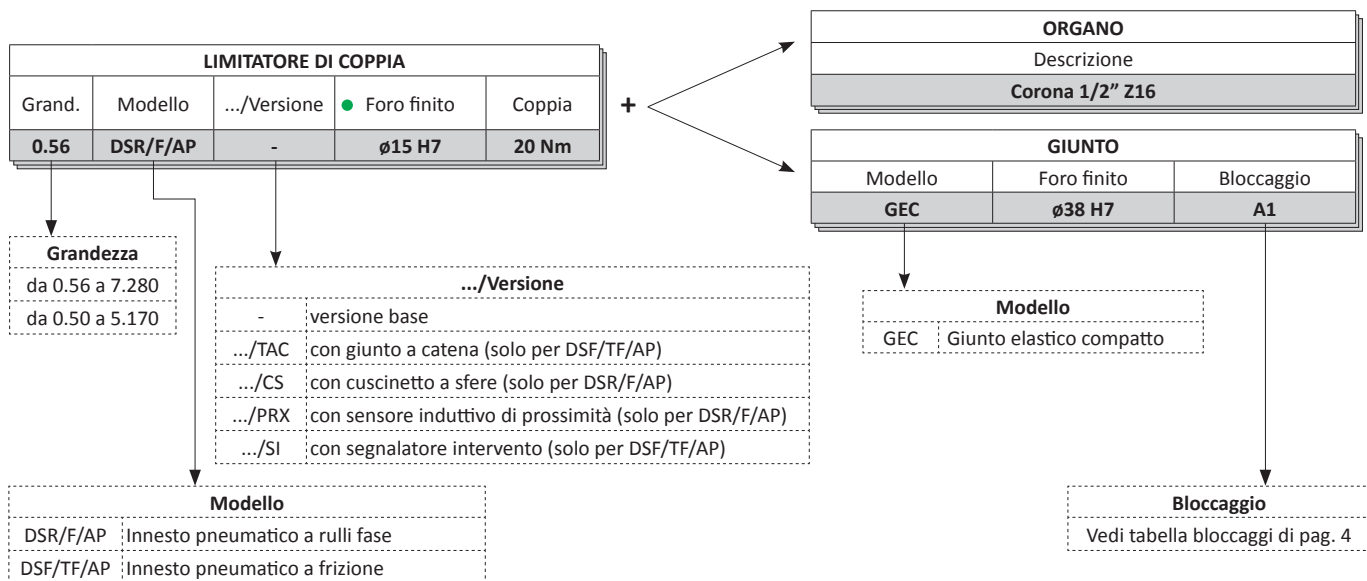 LIMITATORE DI COPPIA
Grand. Modello .../Versione Foro finito Coppia
0.56 DSR/F/AP - ø15 H7 20 Nm
+
ORGANO
Descrizione
Corona 1/2” Z16
GIUNTO
Modello Foro finito Bloccaggio
GEC ø38 H7 A1
Grandezza
da 0.56 a 7.280
da 0.50 a 5.170
.../Versione
- versione base
.../TAC con giunto a catena (solo per DSF/TF/AP)
.../CS con cuscinetto a sfere (solo per DSR/F/AP)
.../PRX con sensore induttivo di prossimità (solo per DSR/F/AP)
.../SI con segnalatore intervento (solo per DSF/TF/AP)
Modello
GEC Giunto elastico compatto
Modello
DSR/F/AP Innesto pneumatico a rulli fase
DSF/TF/AP Innesto pneumatico a frizione
Bloccaggio
Vedi tabella bloccaggi di pag. 4